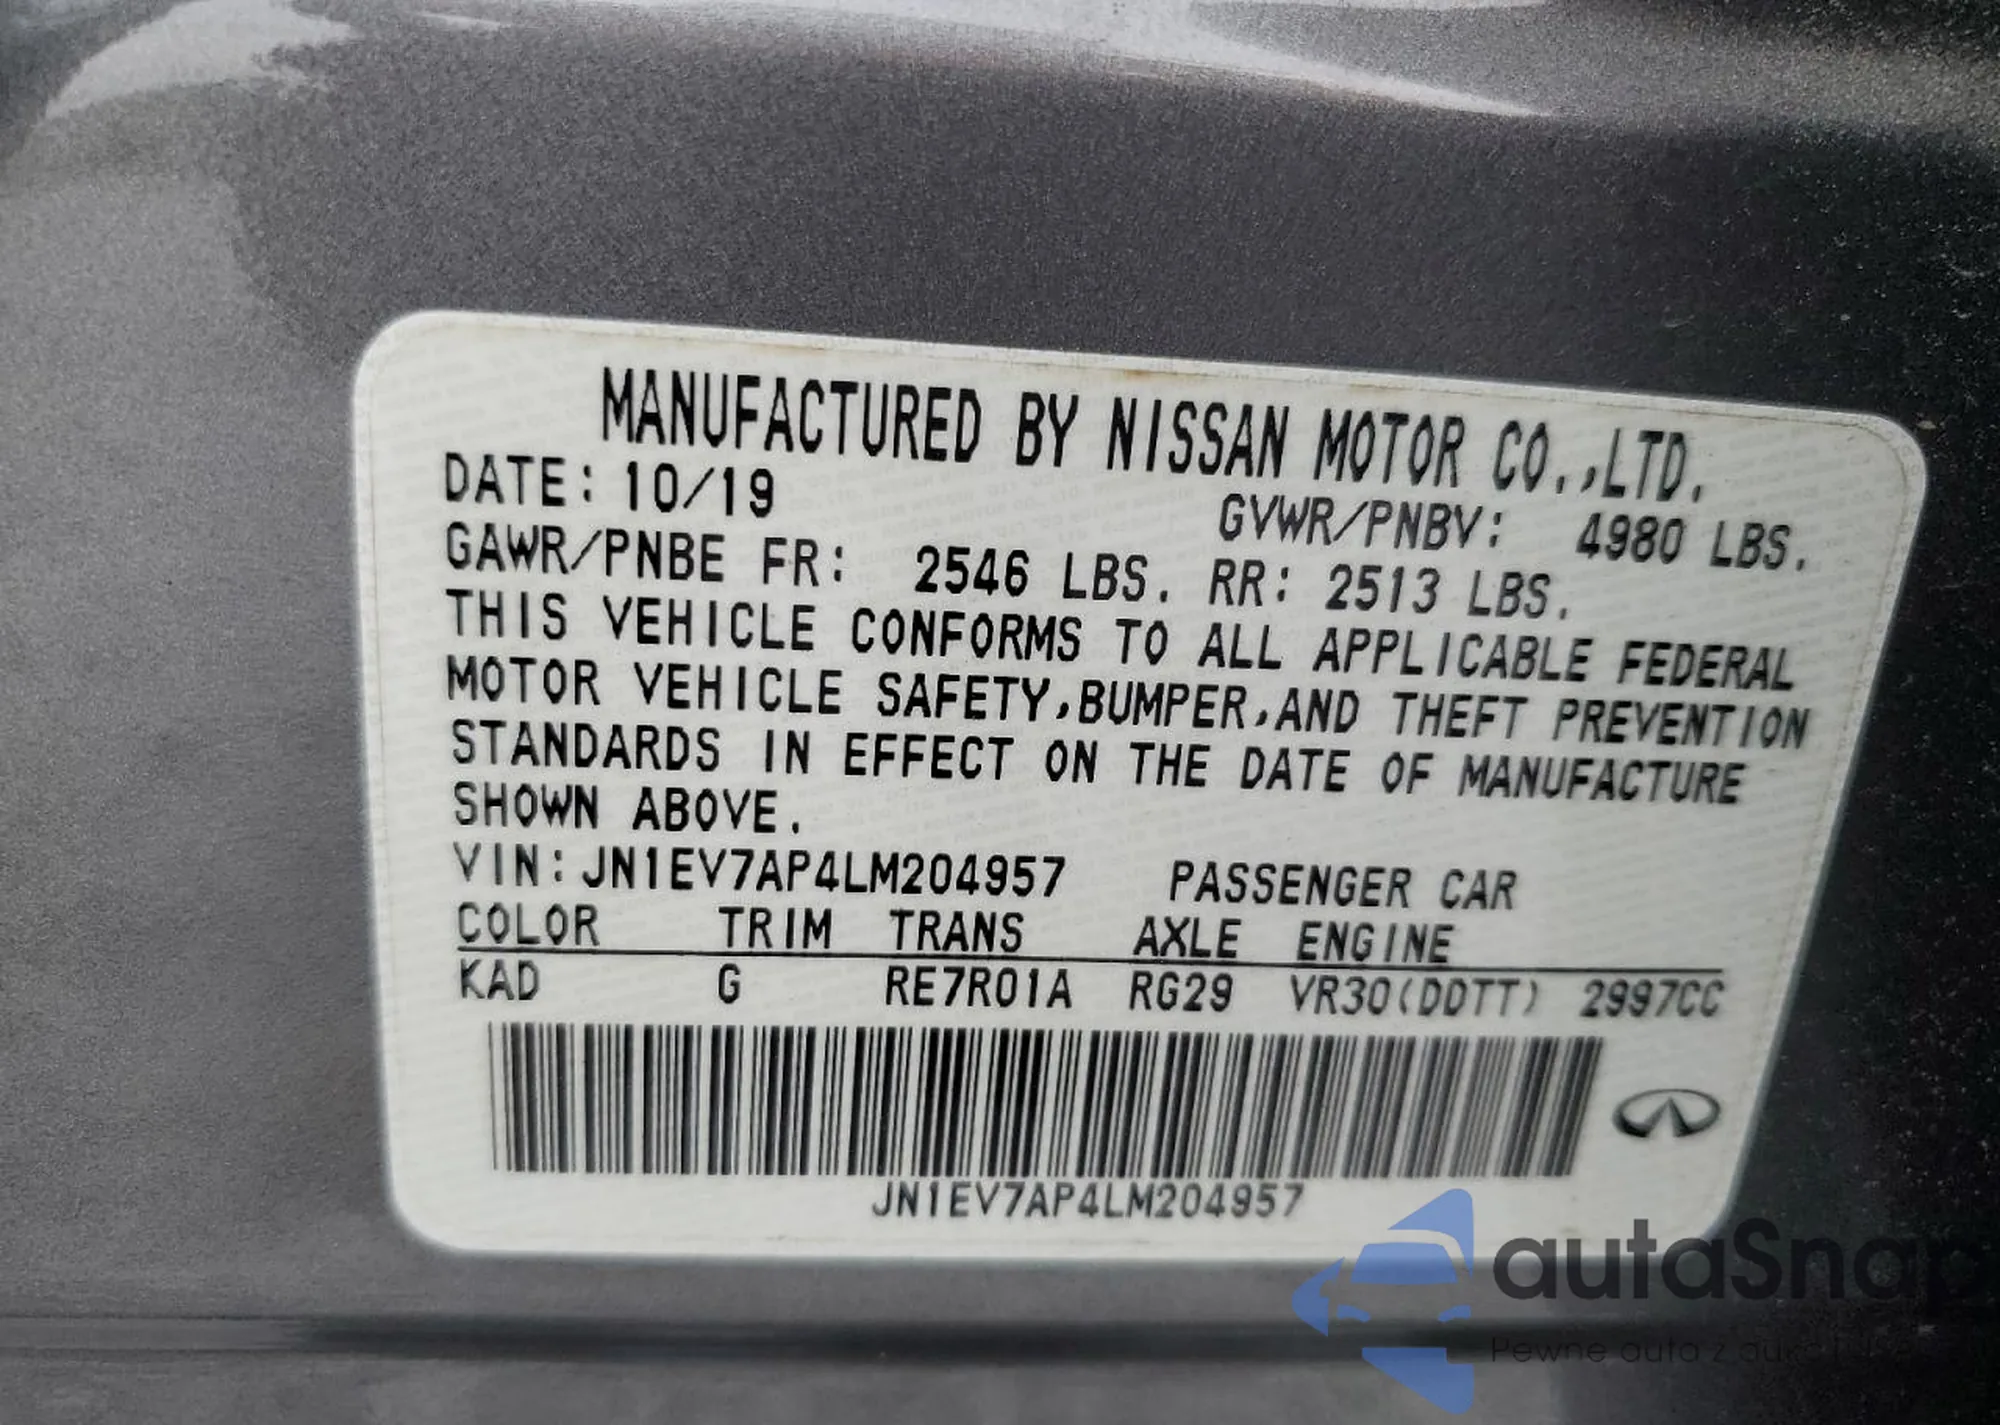 MANUFACTURED BY NISSAN MOTOR CO.,LTD.
DATE: 10/19 GVWR/PNBV: 4980 LBS.
GAWR/PNBE FR: 2546 LBS. RR: 2513 LBS.
THIS VEHICLE CONFORMS TO ALL APPLICABLE FEDERAL
MOTOR VEHICLE SAFETY,BUMPER,AND THEFT PREVENTION
STANDARDS IN EFFECT ON THE DATE OF MANUFACTURE
SHOWN ABOVE.
VIN:JN1EV7AP4LM204957 PASSENGER CAR
COLOR TRIM TRANS AXLE ENGINE
KAD G RE7R01A RG29 VR30(DDTT) 2997CC
JN1EV7AP4LM204957
autaSnap
Pewne auta z